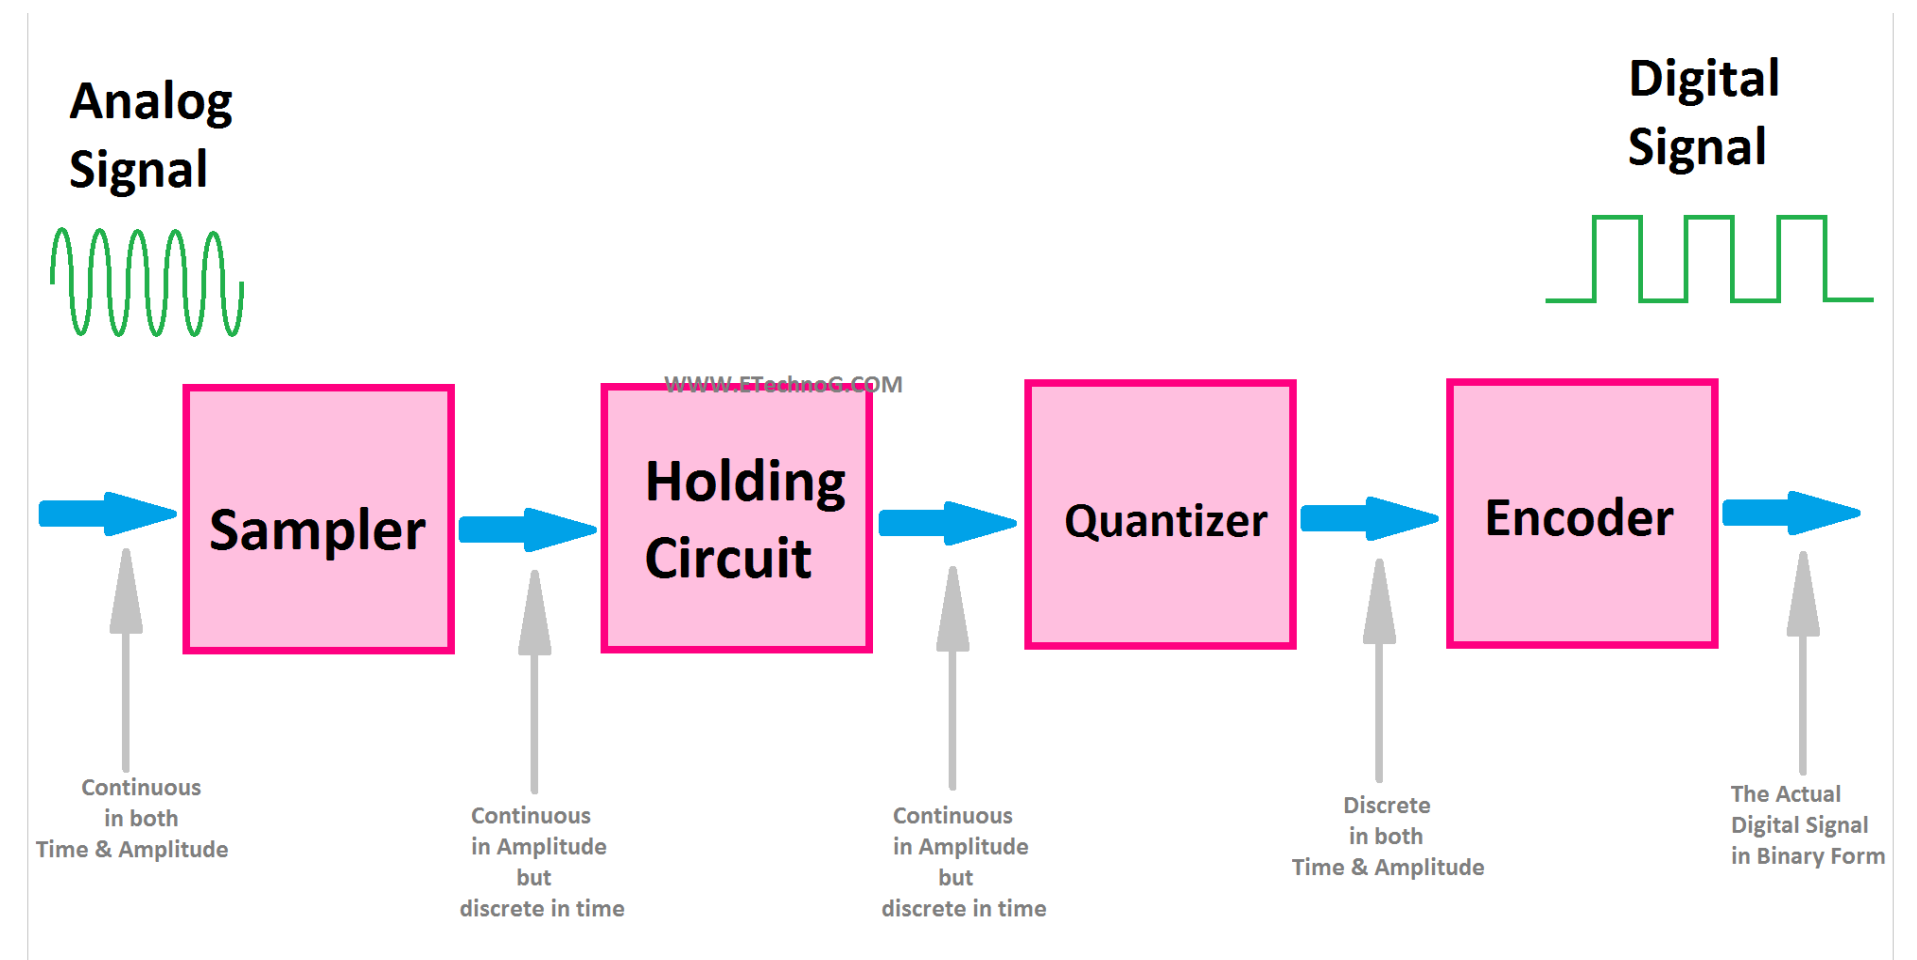 Analog
Signal
Digital
Signal
WWW.ETechnoG.COM
Sampler
Holding
Circuit
Quantizer
Encoder
Continuous
in both
Time & Amplitude
Continuous
in Amplitude
but
discrete in time
Continuous
in Amplitude
but
discrete in time
Discrete
in both
Time & Amplitude
The Actual
Digital Signal
in Binary Form